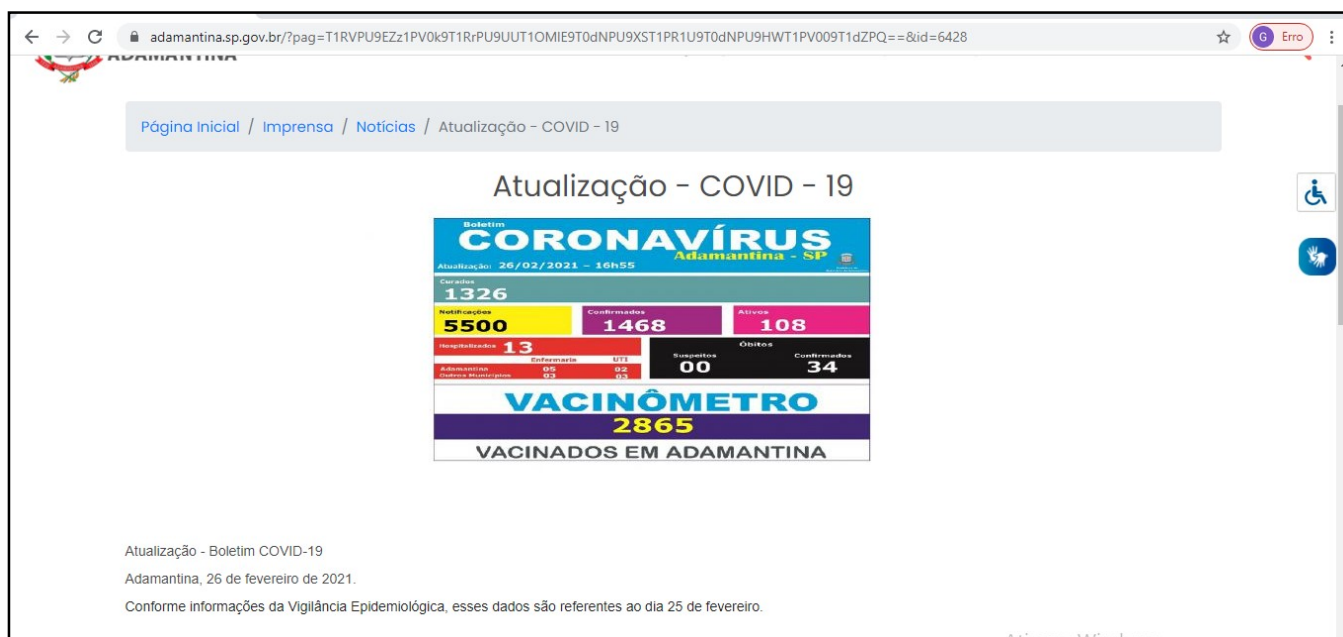 adamantina.sp.gov.br/?pag=T1RVPU9EZz1PV0k9T1RrPU9UUT1OMIE9T0dNPU9XST1PR1U9T0dNPU9HWT1PV009T1dZPQ==&id=6428
G Erro
ADAMANTINA
Página Inicial / Imprensa / Notícias / Atualização - COVID - 19
Atualização - COVID - 19
Boletim
CORONAVÍRUS
Adamantina - SP
Atualização: 26/02/2021 - 16h55
Curados
1326
Notificações Confirmados Ativos
5500 1468 108
Hospitalizados 13
Enfermaria UTI
Adamantina 05 02
Outros Municípios 03 03
Óbitos
Suspeitos Confirmados
00 34
VACINÔMETRO
2865
VACINADOS EM ADAMANTINA
Atualização - Boletim COVID-19
Adamantina, 26 de fevereiro de 2021.
Conforme informações da Vigilância Epidemiológica, esses dados são referentes ao dia 25 de fevereiro.